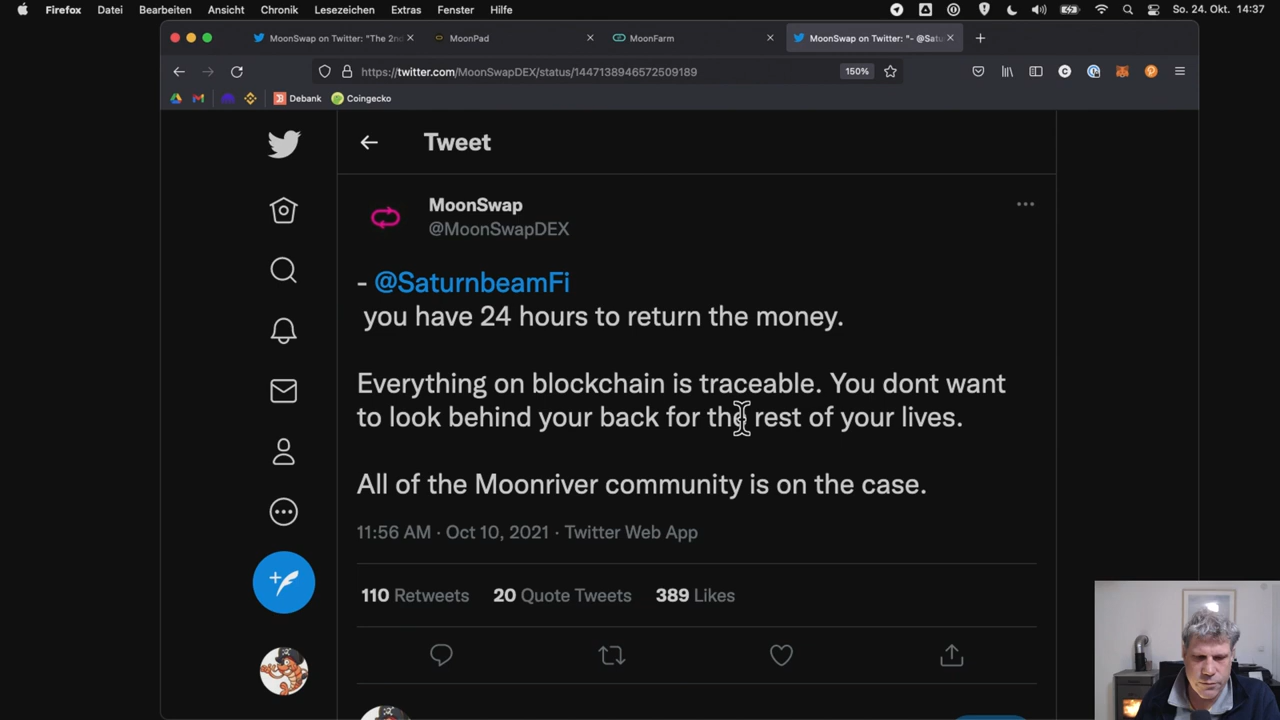 Firefox Datei Bearbeiten Ansicht Chronik Lesezeichen Extras Fenster Hilfe So. 24. Okt. 14:37
MoonSwap on Twitter: "The 2nd MoonPad MoonFarm MoonSwap on Twitter: "- @Satu
https://twitter.com/MoonSwapDEX/status/1447138946572509189 150%
Debank Coingecko
Tweet
MoonSwap
@MoonSwapDEX
- @SaturnbeamFi
you have 24 hours to return the money.
Everything on blockchain is traceable. You dont want
to look behind your back for the rest of your lives.
All of the Moonriver community is on the case.
11:56 AM · Oct 10, 2021 · Twitter Web App
110 Retweets 20 Quote Tweets 389 Likes